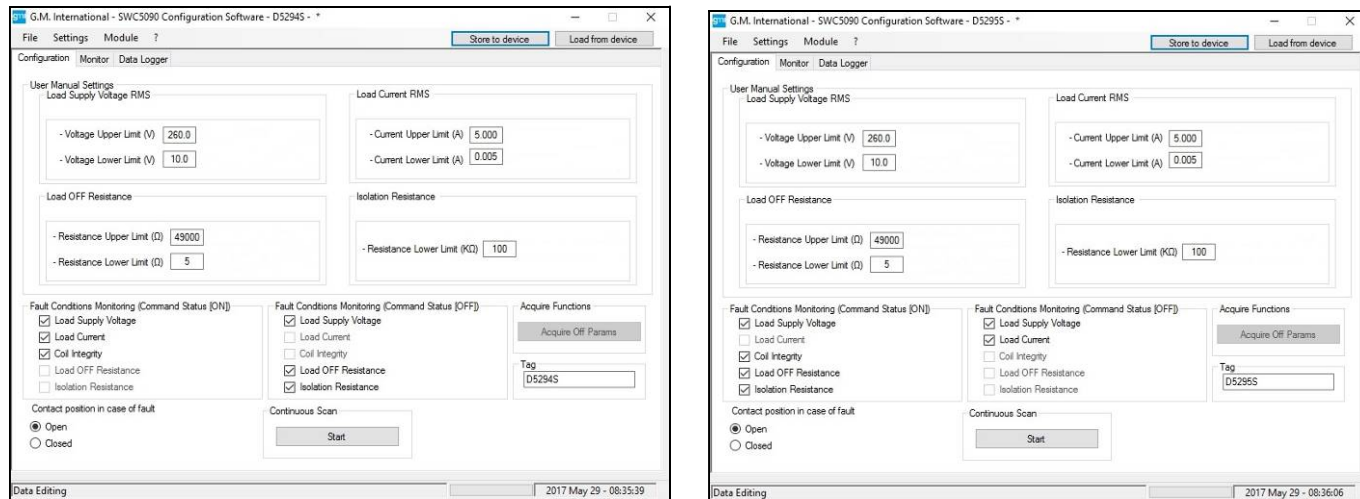 G.M. International - SWC5090 Configuration Software - D5294S - *
File Settings Module ? Store to device Load from device
Configuration Monitor Data Logger
User Manual Settings
Load Supply Voltage RMS
- Voltage Upper Limit (V) 260.0
- Voltage Lower Limit (V) 10.0
Load Current RMS
- Current Upper Limit (A) 5.000
- Current Lower Limit (A) 0.005
Load OFF Resistance
- Resistance Upper Limit (Ω) 49000
- Resistance Lower Limit (Ω) 5
Isolation Resistance
- Resistance Lower Limit (KΩ) 100
Fault Conditions Monitoring (Command Status [ON])
Load Supply Voltage
Load Current
Coil Integrity
Load OFF Resistance
Isolation Resistance
Fault Conditions Monitoring (Command Status [OFF])
Load Supply Voltage
Load Current
Coil Integrity
Load OFF Resistance
Isolation Resistance
Acquire Functions
Acquire Off Params
Tag
D5294S
Contact position in case of fault
Open
Closed
Continuous Scan
Start
Data Editing 2017 May 29 - 08:35:39
G.M. International - SWC5090 Configuration Software - D5295S - *
File Settings Module ? Store to device Load from device
Configuration Monitor Data Logger
User Manual Settings
Load Supply Voltage RMS
- Voltage Upper Limit (V) 260.0
- Voltage Lower Limit (V) 10.0
Load Current RMS
- Current Upper Limit (A) 5.000
- Current Lower Limit (A) 0.005
Load OFF Resistance
- Resistance Upper Limit (Ω) 49000
- Resistance Lower Limit (Ω) 5
Isolation Resistance
- Resistance Lower Limit (KΩ) 100
Fault Conditions Monitoring (Command Status [ON])
Load Supply Voltage
Load Current
Coil Integrity
Load OFF Resistance
Isolation Resistance
Fault Conditions Monitoring (Command Status [OFF])
Load Supply Voltage
Load Current
Coil Integrity
Load OFF Resistance
Isolation Resistance
Acquire Functions
Acquire Off Params
Tag
D5295S
Contact position in case of fault
Open
Closed
Continuous Scan
Start
Data Editing 2017 May 29 - 08:36:06